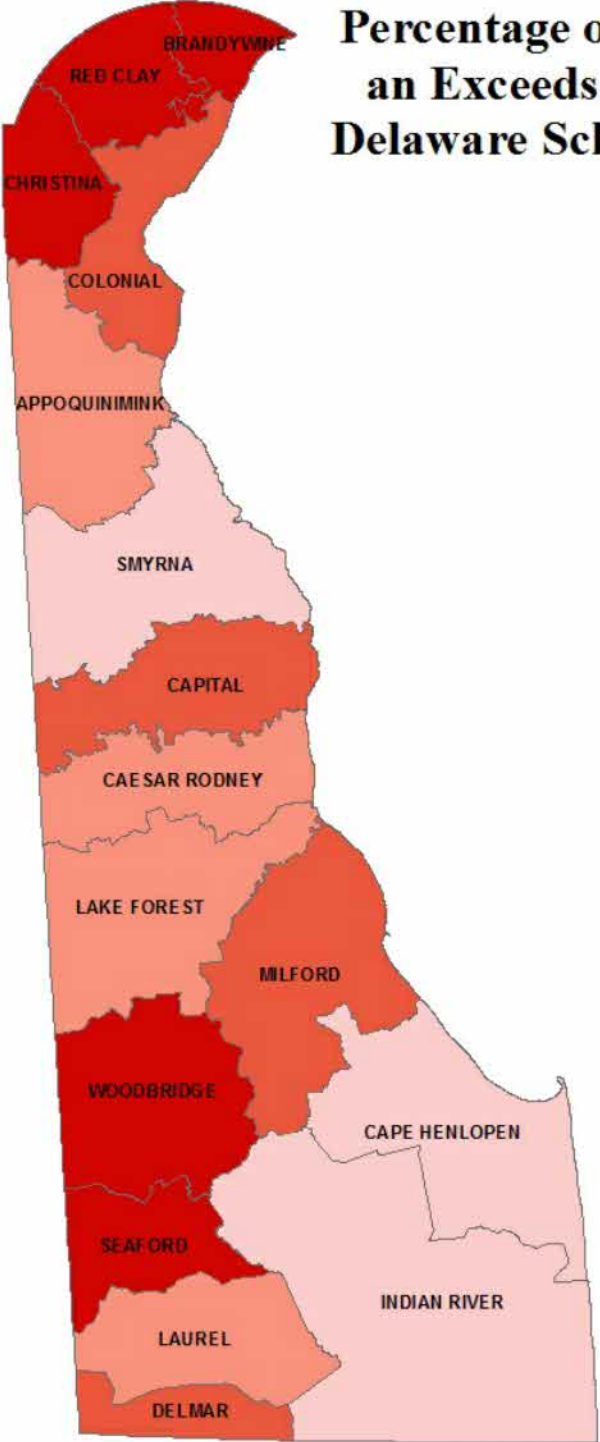 Percentage o
an Exceeds
Delaware Scl
BRANDYWINE
RED CLAY
CHRISTINA
COLONIAL
APPOQUINIMINK
SMYRNA
CAPITAL
CAESAR RODNEY
LAKE FOREST
MILFORD
WOODBRIDGE
CAPE HENLOPEN
SEAFORD
INDIAN RIVER
LAUREL
DELMAR